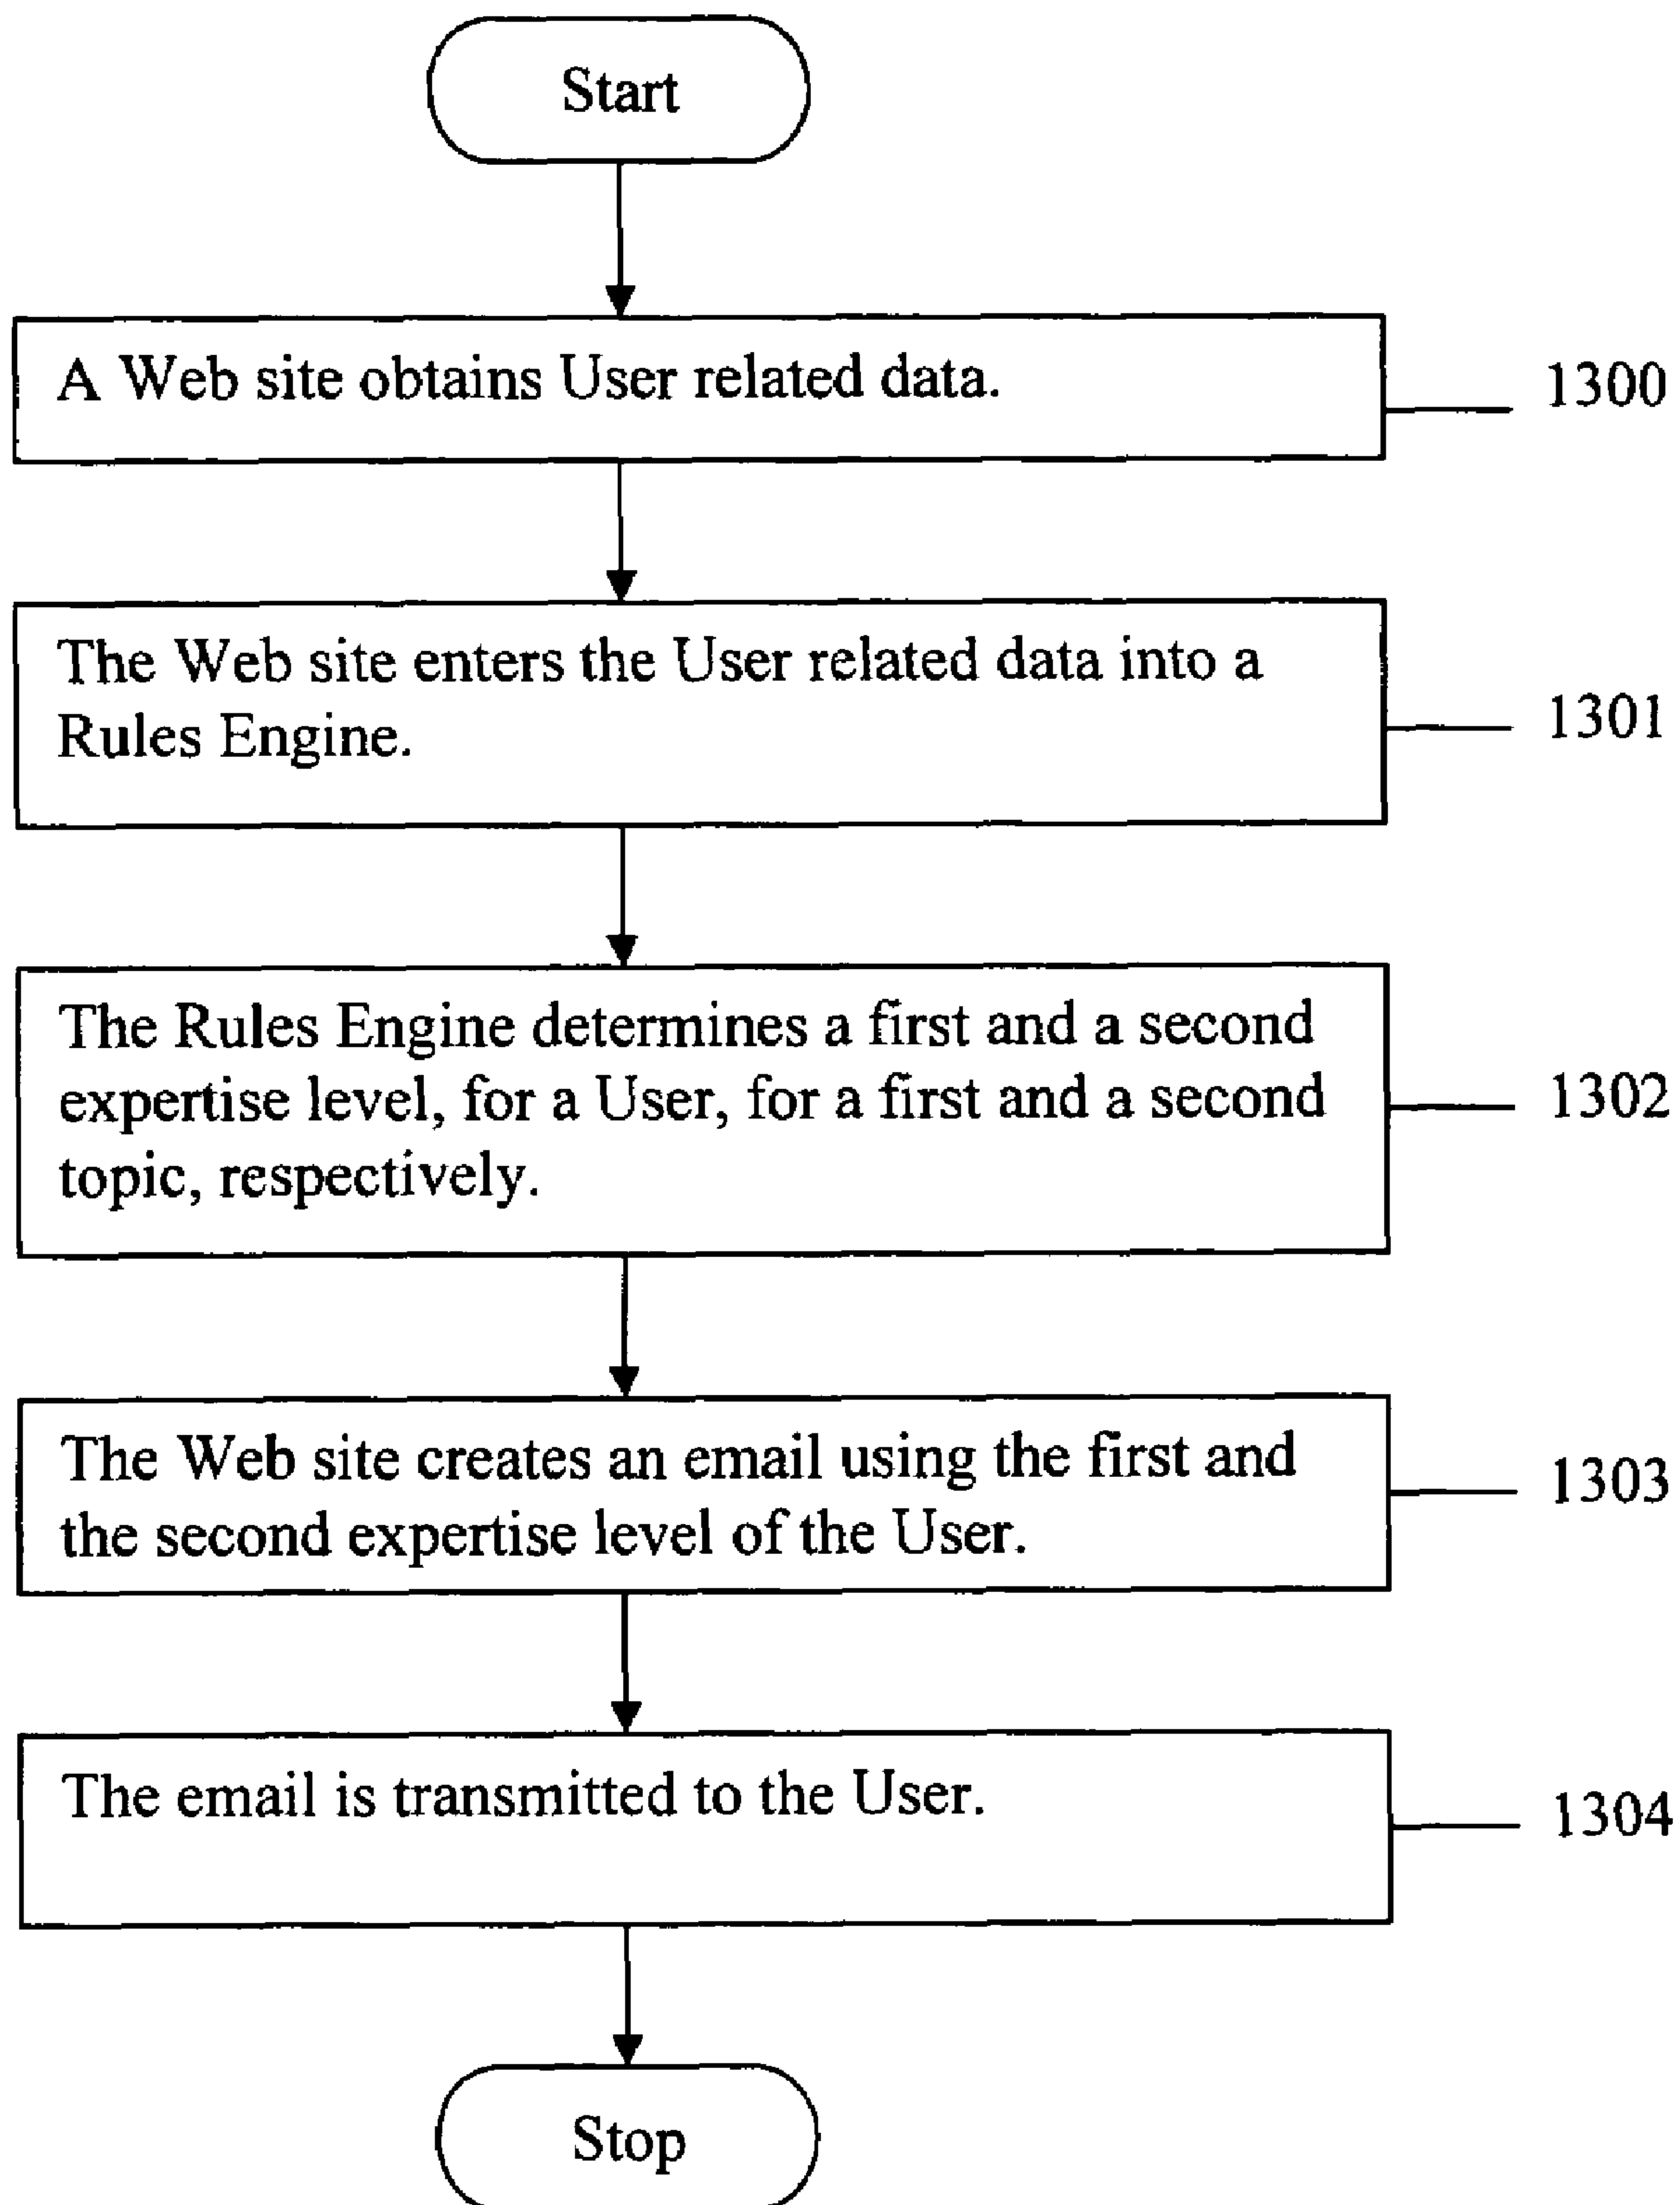 Start
A Web site obtains User related data.
1300
The Web site enters the User related data into a
Rules Engine.
1301
The Rules Engine determines a first and a second
expertise level, for a User, for a first and a second
topic, respectively.
1302
The Web site creates an email using the first and
the second expertise level of the User.
1303
The email is transmitted to the User.
1304
Stop